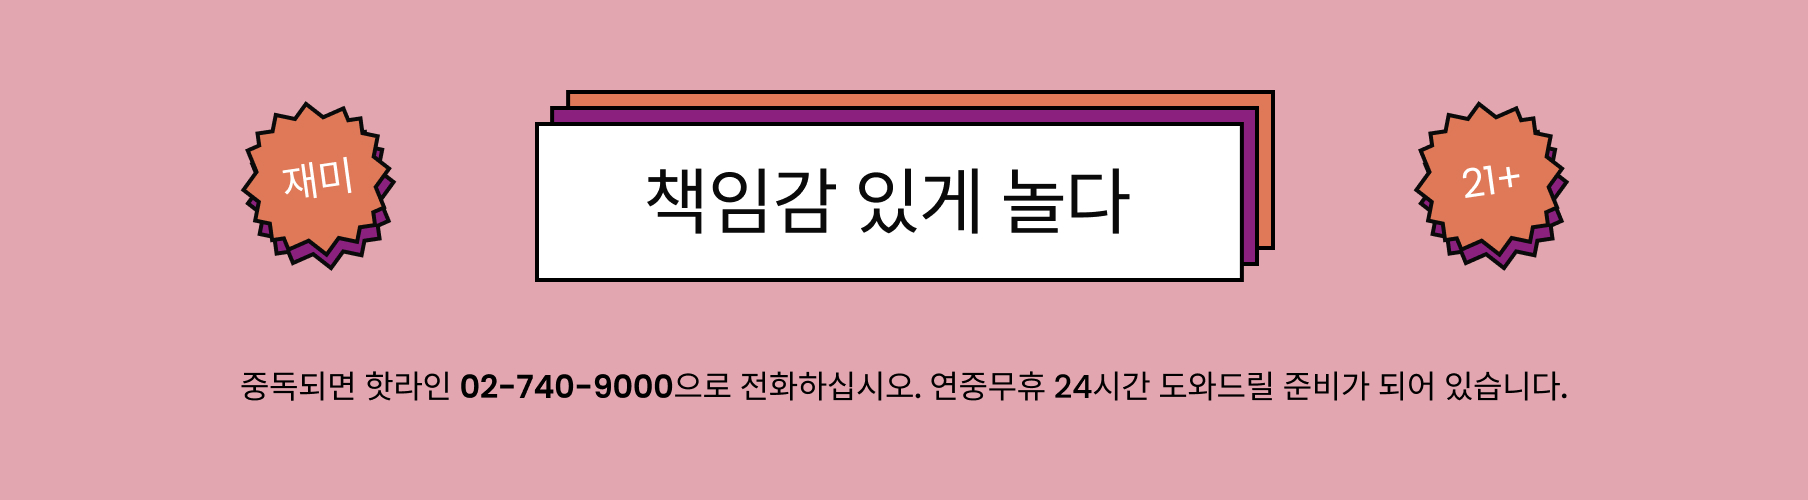 재미
책임감 있게 놀다
21+
중독되면 핫라인 02-740-9000으로 전화하십시오. 연중무휴 24시간 도와드릴 준비가 되어 있습니다.